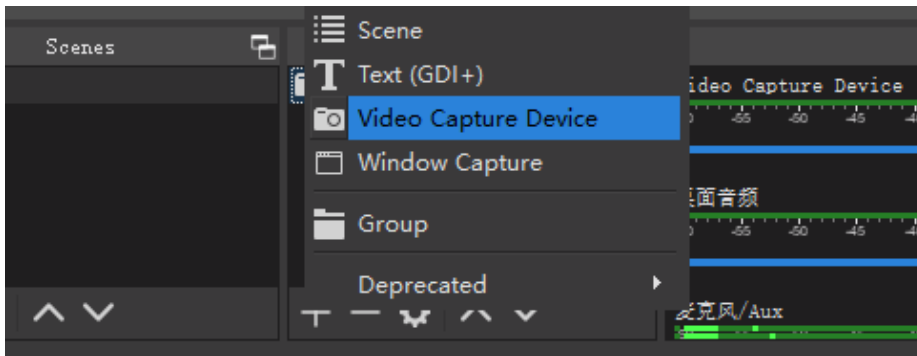 Scenes
Scene
Text (GDI+)
Video Capture Device
Window Capture
Group
Deprecated
ideo Capture Device
-55 -50 -45
面音频
-55 -50 -45
麦克风/Aux